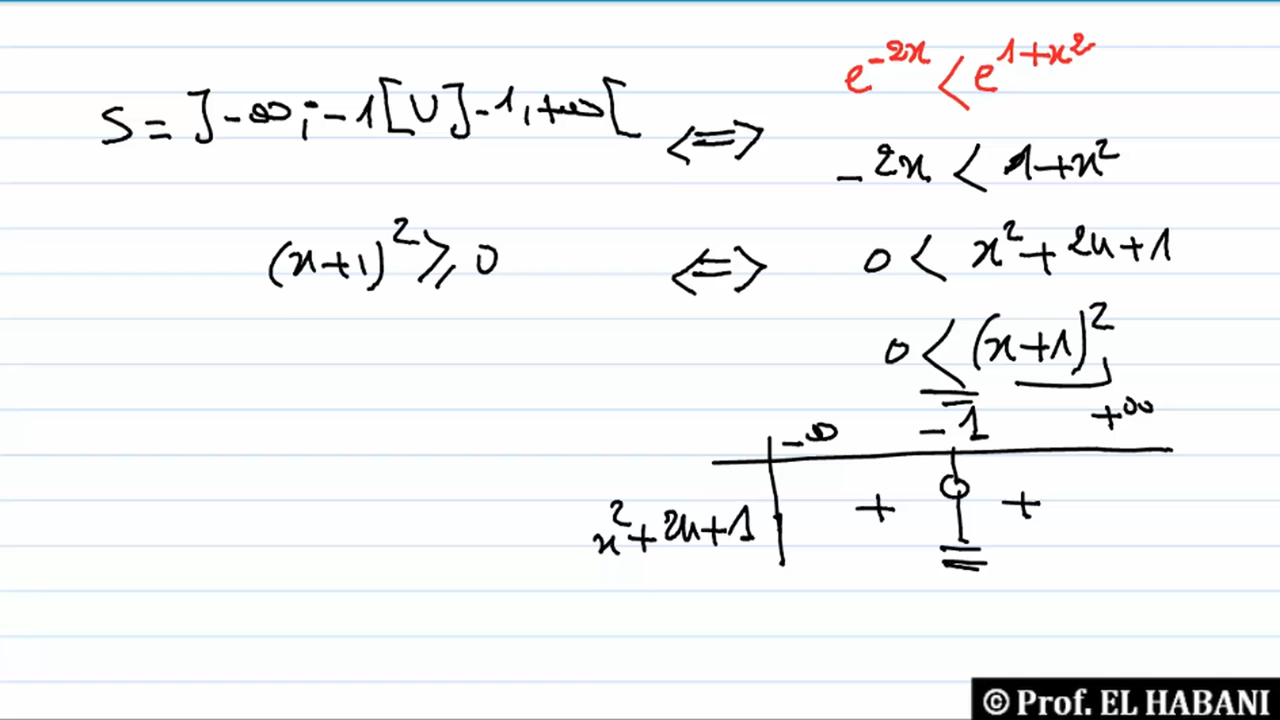 e^{-2x} < e^{1+x^2}
S = ]-∞; -1[ U ]-1, +∞[ <=> -2x < 1+x^2
(x+1)^2 ⩾ 0 <=> 0 < x^2+2x+1
0 < (x+1)^2
-∞ -1 +∞
x^2+2x+1 + 0 +
© Prof. EL HABANI